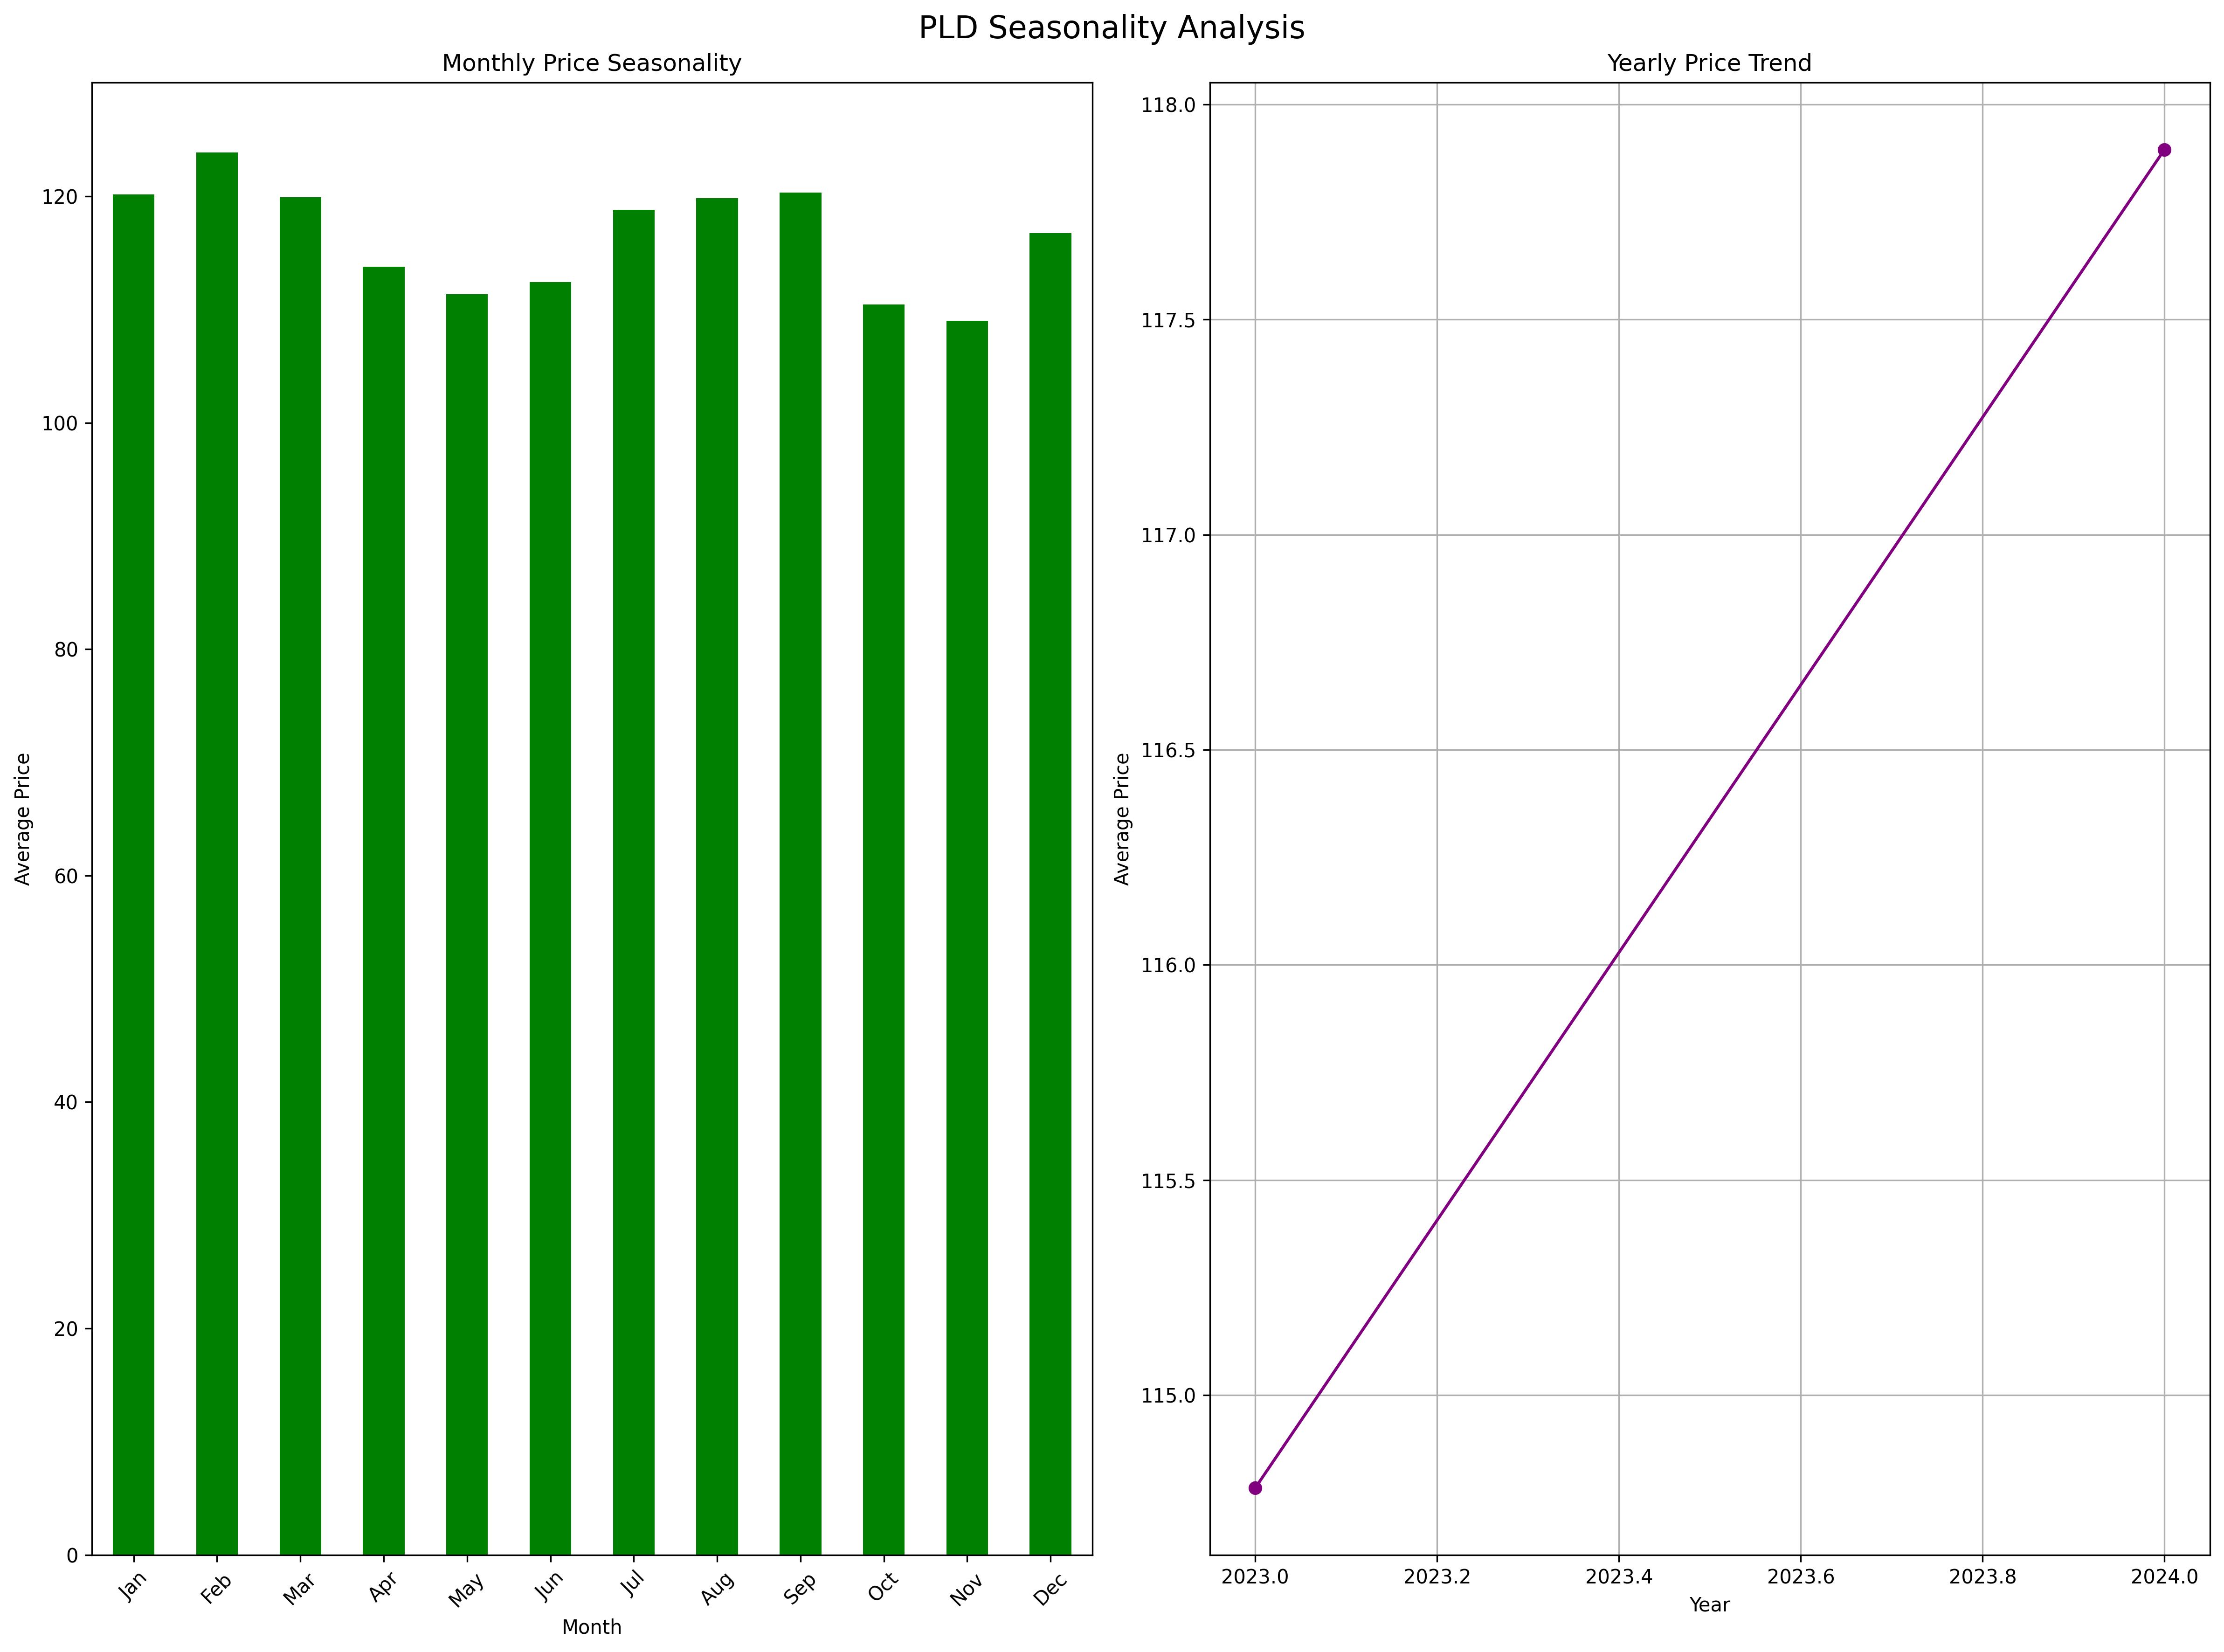 PLD Seasonality Analysis
Monthly Price Seasonality
Average Price
120
100
80
60
40
20
0
Jan Feb Mar Apr May Jun Jul Aug Sep Oct Nov Dec
Month
Yearly Price Trend
Average Price
118.0
117.5
117.0
116.5
116.0
115.5
115.0
2023.0 2023.2 2023.4 2023.6 2023.8 2024.0
Year